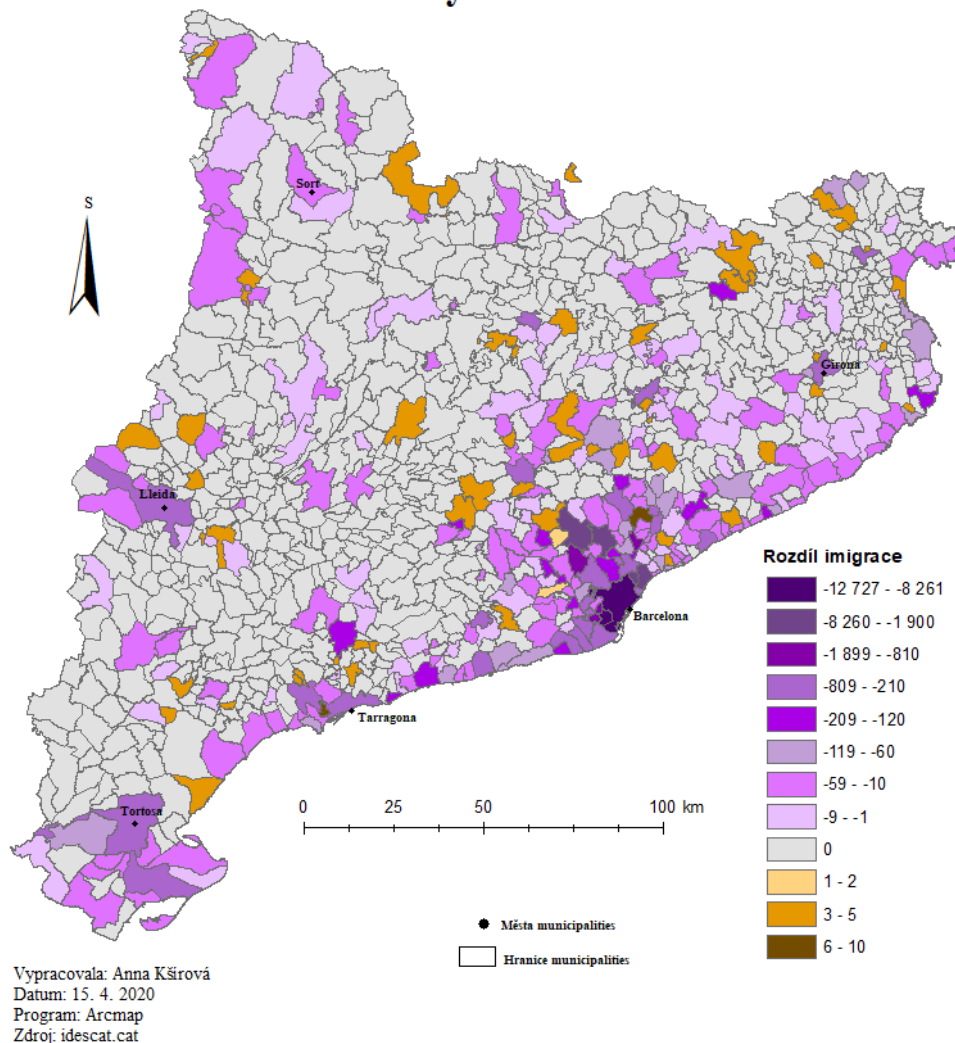 S
Sort
Girona
Lleida
Barcelona
Tarragona
Tortosa
Rozdíl imigrace
-12 727 - -8 261
-8 260 - -1 900
-1 899 - -810
-809 - -210
-209 - -120
-119 - -60
-59 - -10
-9 - -1
0
1 - 2
3 - 5
6 - 10
0 25 50 100 km
Města municipalities
Hranice municipalities
Vypracovala: Anna Kšírová
Datum: 15. 4. 2020
Program: Arcmap
Zdroj: idescat.cat